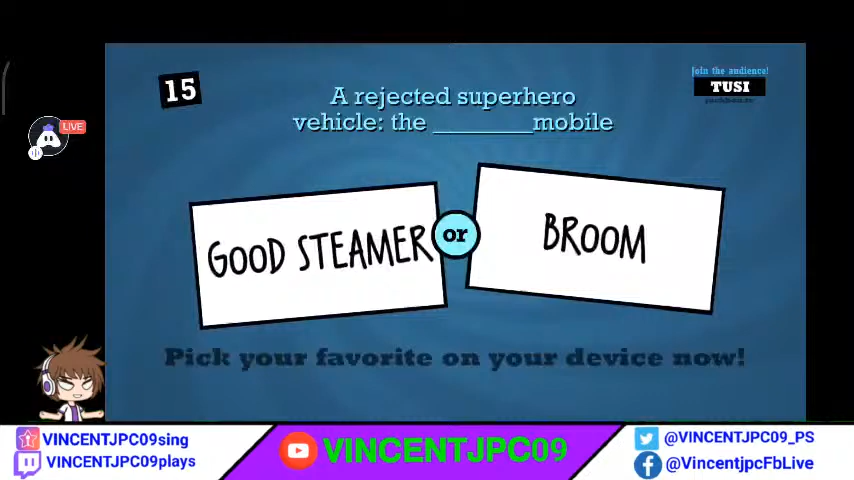 15
A rejected superhero
vehicle: the ________mobile
Join the audience!
TUSI
LIVE
GOOD STEAMER
or
BROOM
Pick your favorite on your device now!
VINCENTJPC09sing
VINCENTJPC09plays
VINCENTJPC09
@VINCENTJPC09_PS
@VincentjpcFbLive